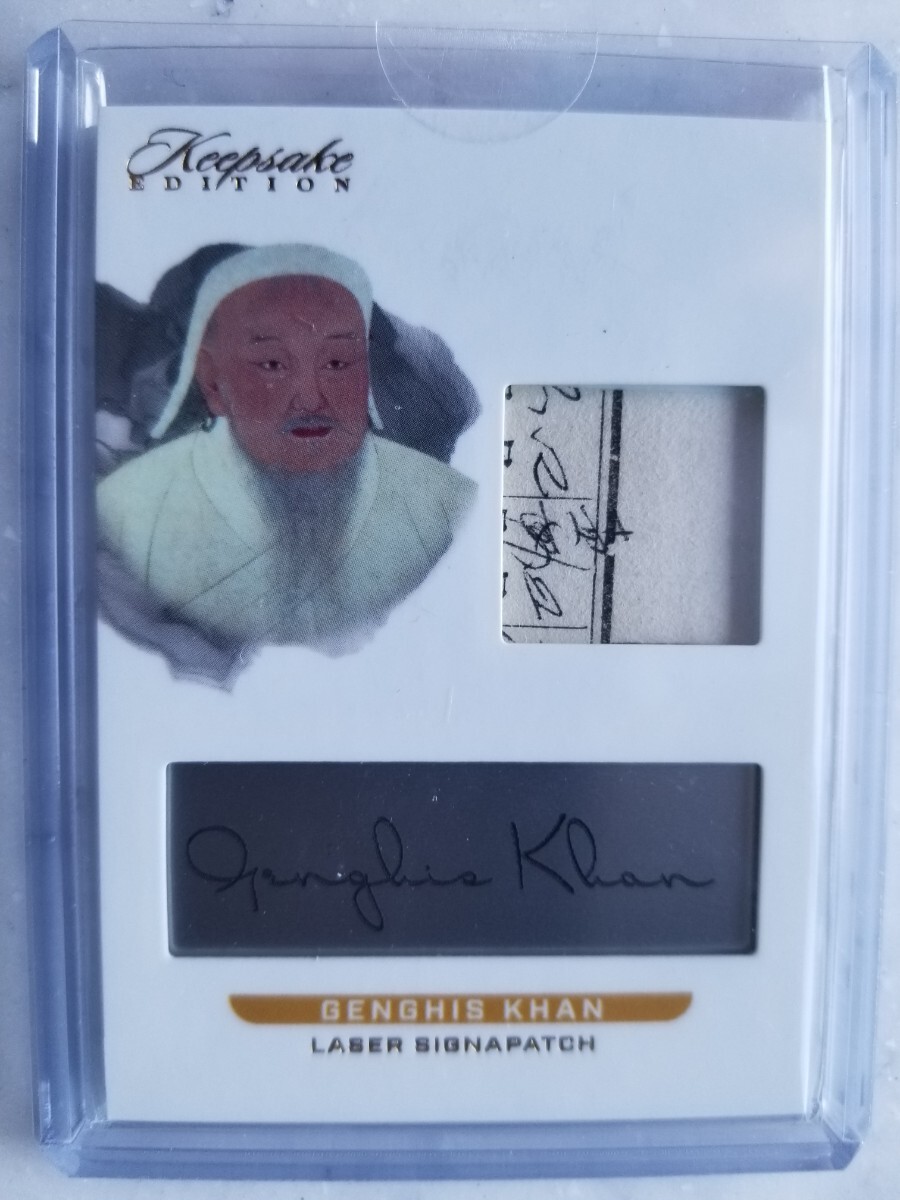 Keepsake
EDITION
Genghis Khan
GENGHIS KHAN
LASER SIGNAPATCH